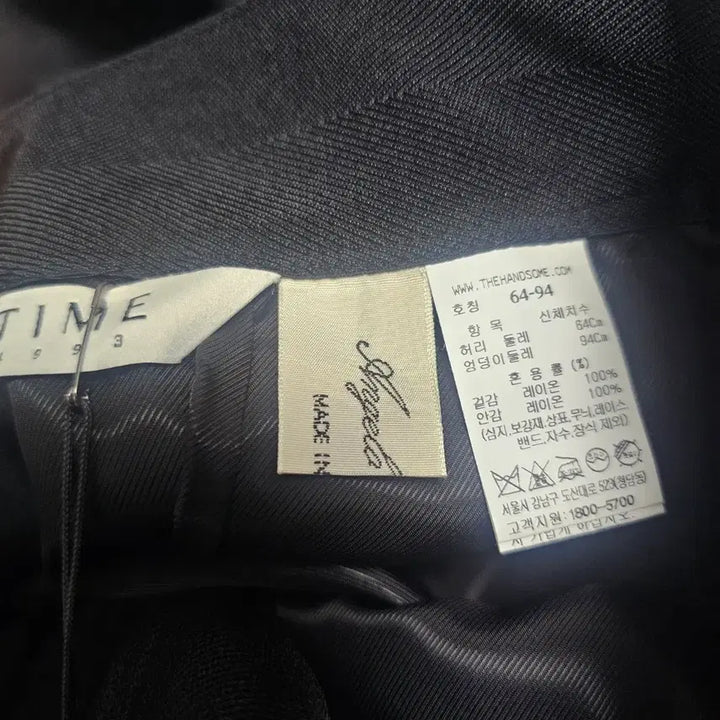 TIME
1993
MADE IN
WWW.THEHANDSOME.COM
호칭 64-94
항목 신체치수
허리 둘레 64Cm
엉덩이둘레 94Cm
혼용률(%)
겉감 레이온 100%
안감 레이온 100%
(심지,보강재,상표,무늬,레이스
밴드,자수,장식 제외)
서울시 강남구 도산대로 523(청담동)
고객지원:1800-5700